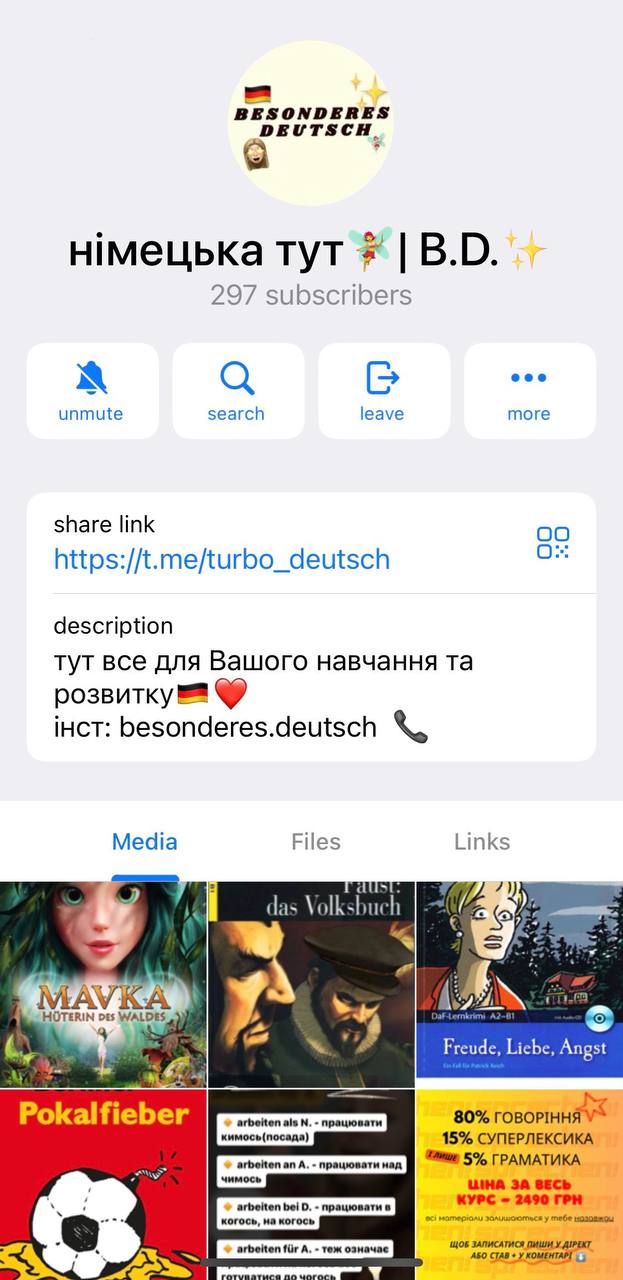 BESONDERES
DEUTSCH
німецька тут🧚| B.D.✨
297 subscribers
unmute
search
leave
more
share link
https://t.me/turbo_deutsch
description
тут все для Вашого навчання та
розвитку🇩🇪❤️
інст: besonderes.deutsch 📞
Media
Files
Links
MAVKA
HÜTERIN DES WALDES
Faust:
das Volksbuch
DaF-Lernkrimi A2-B1
mit Audio-CD
Freude, Liebe, Angst
Ein Fall für Patrick Reich
Pokalfieber
🔸 arbeiten als N. - працювати
кимось(посада)
🔸 arbeiten an A. - працювати над
чимось
🔸 arbeiten bei D. - працювати в
когось, на когось
🔸 arbeiten für A. - теж означає
готуватися до чогось
80% ГОВОРІННЯ
15% СУПЕРЛЕКСИКА
І ЛИШЕ 5% ГРАМАТИКА
ЦІНА ЗА ВЕСЬ
КУРС – 2490 ГРН
всі матеріали залишаються у тебе назавжди
ЩОБ ЗАПИСАТИСЯ ПИШИ У ДІРЕКТ
АБО СТАВ + У КОМЕНТАРІ ⬇️